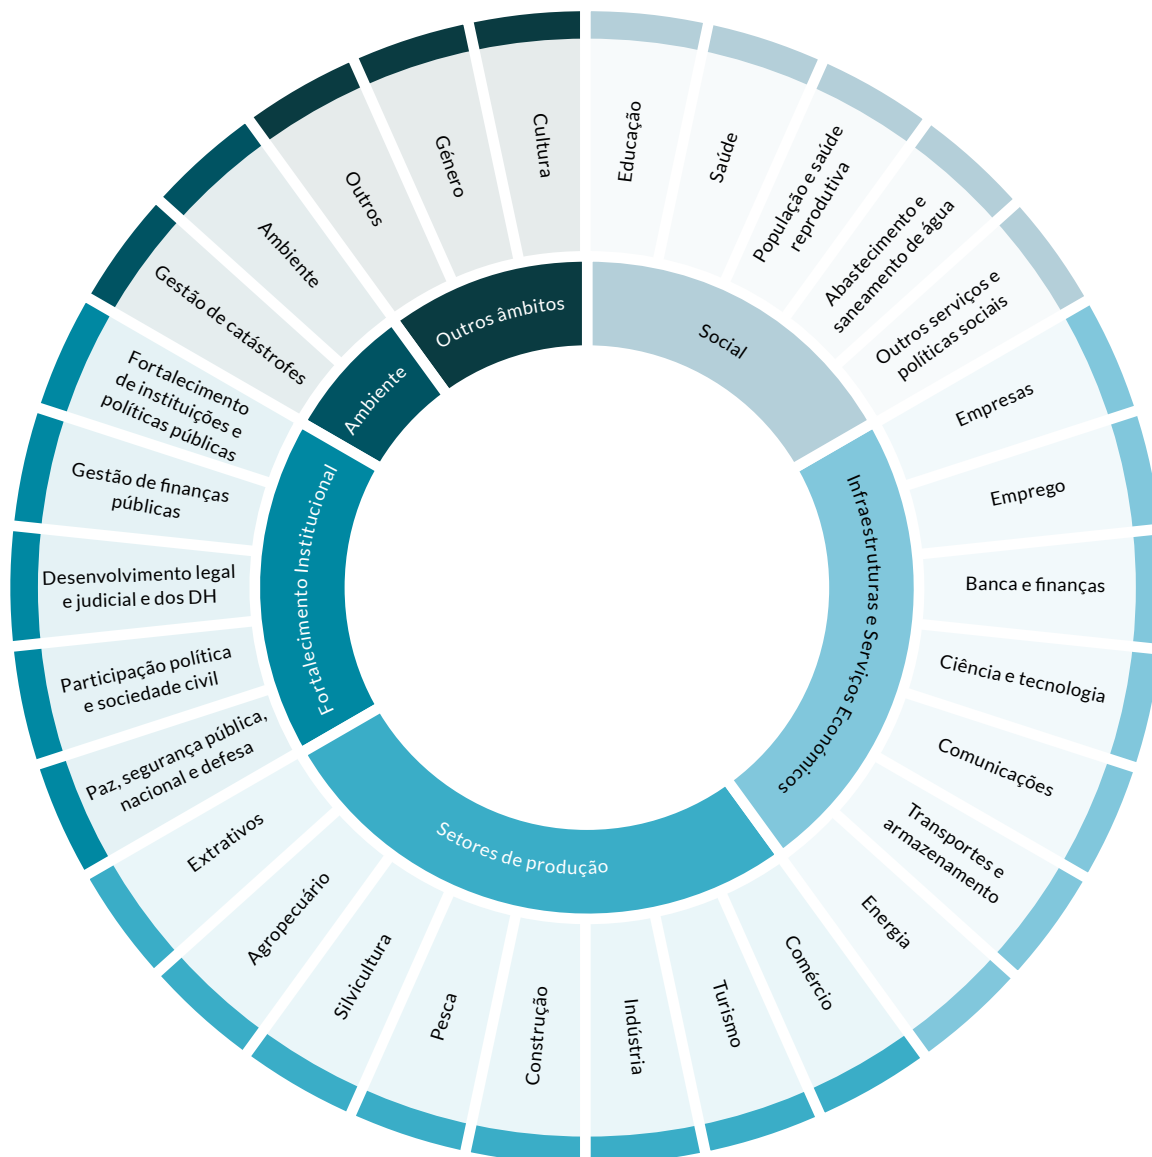 Social
Educação
Saúde
População e saúde
reprodutiva
Abastecimento e
saneamento de água
Outros serviços e
políticas sociais
Infraestruturas e Serviços Económicos
Empresas
Emprego
Banca e finanças
Ciência e tecnologia
Comunicações
Transportes e
armazenamento
Energia
Setores de produção
Comércio
Turismo
Indústria
Construção
Pesca
Silvicultura
Agropecuário
Extrativos
Fortalecimento Institucional
Paz, segurança pública,
nacional e defesa
Participação política
e sociedade civil
Desenvolvimento legal
e judicial e dos DH
Gestão de finanças
públicas
Fortalecimento
de instituições e
políticas públicas
Ambiente
Gestão de catástrofes
Ambiente
Outros âmbitos
Outros
Género
Cultura